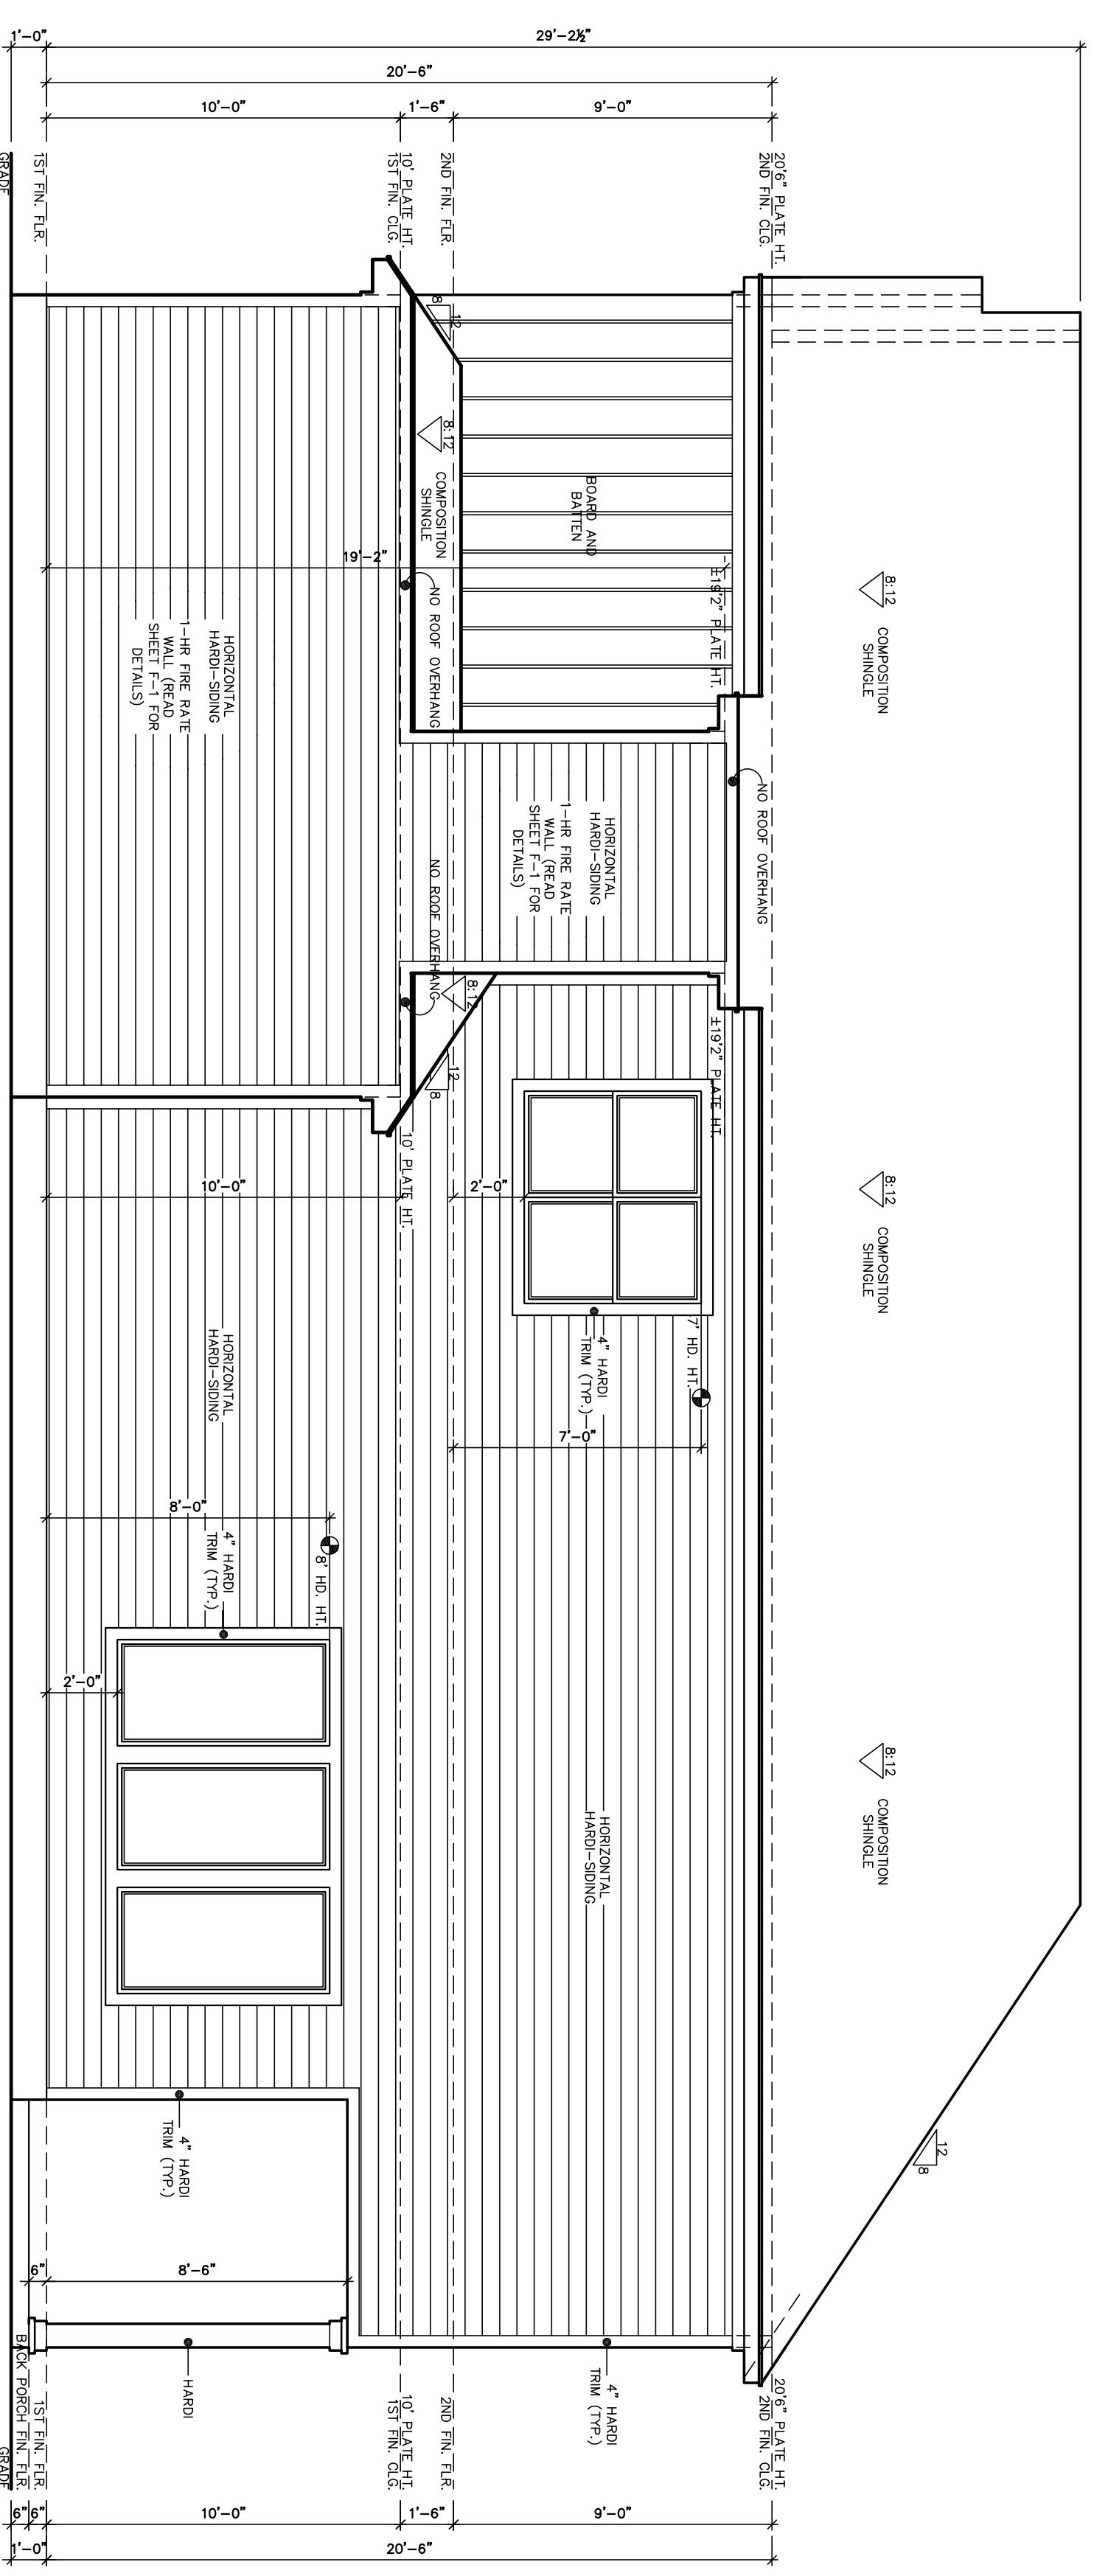 1'-0"
29'-2½"
20'-6"
10'-0"
1'-6"
9'-0"
GRADE
1ST FIN. FLR.
10' PLATE HT.
1ST FIN. CLG.
2ND FIN. FLR.
20'6" PLATE HT.
2ND FIN. CLG.
8
12
8:12
COMPOSITION
SHINGLE
BOARD AND
BATTEN
19'-2"
±19'2" PLATE HT.
NO ROOF OVERHANG
8:12
COMPOSITION
SHINGLE
HORIZONTAL
HARDI-SIDING
1-HR FIRE RATE
WALL (READ
SHEET F-1 FOR
DETAILS)
NO ROOF OVERHANG
HORIZONTAL
HARDI-SIDING
1-HR FIRE RATE
WALL (READ
SHEET F-1 FOR
DETAILS)
NO ROOF OVERHANG
8:12
12
8
±19'2" PLATE HT.
10' PLATE HT.
10'-0"
2'-0"
8:12
COMPOSITION
SHINGLE
4" HARDI
TRIM (TYP.)
7' HD. HT.
7'-0"
HORIZONTAL
HARDI-SIDING
8'-0"
8' HD. HT.
4" HARDI
TRIM (TYP.)
2'-0"
8:12
COMPOSITION
SHINGLE
HORIZONTAL
HARDI-SIDING
12
8
4" HARDI
TRIM (TYP.)
6"
8'-6"
HARDI
4" HARDI
TRIM (TYP.)
20'6" PLATE HT.
2ND FIN. CLG.
2ND FIN. FLR.
10' PLATE HT.
1ST FIN. CLG.
1ST FIN. FLR.
BACK PORCH FIN. FLR.
GRADE
6"
6"
10'-0"
1'-6"
9'-0"
1'-0"
20'-6"